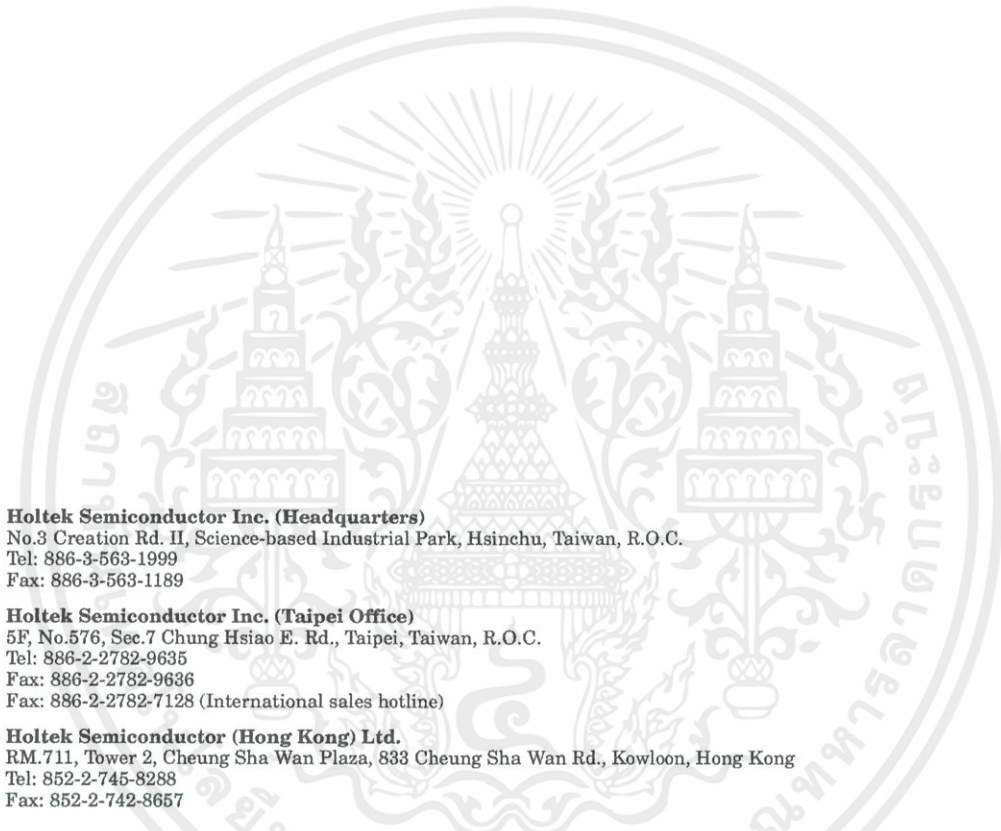 Holtek Semiconductor Inc. (Headquarters)
No.3 Creation Rd. II, Science-based Industrial Park, Hsinchu, Taiwan, R.O.C.
Tel: 886-3-563-1999
Fax: 886-3-563-1189
Holtek Semiconductor Inc. (Taipei Office)
5F, No.576, Sec.7 Chung Hsiao E. Rd., Taipei, Taiwan, R.O.C.
Tel: 886-2-2782-9635
Fax: 886-2-2782-9636
Fax: 886-2-2782-7128 (International sales hotline)
Holtek Semiconductor (Hong Kong) Ltd.
RM.711, Tower 2, Cheung Sha Wan Plaza, 833 Cheung Sha Wan Rd., Kowloon, Hong Kong
Tel: 852-2-745-8288
Fax: 852-2-742-8657